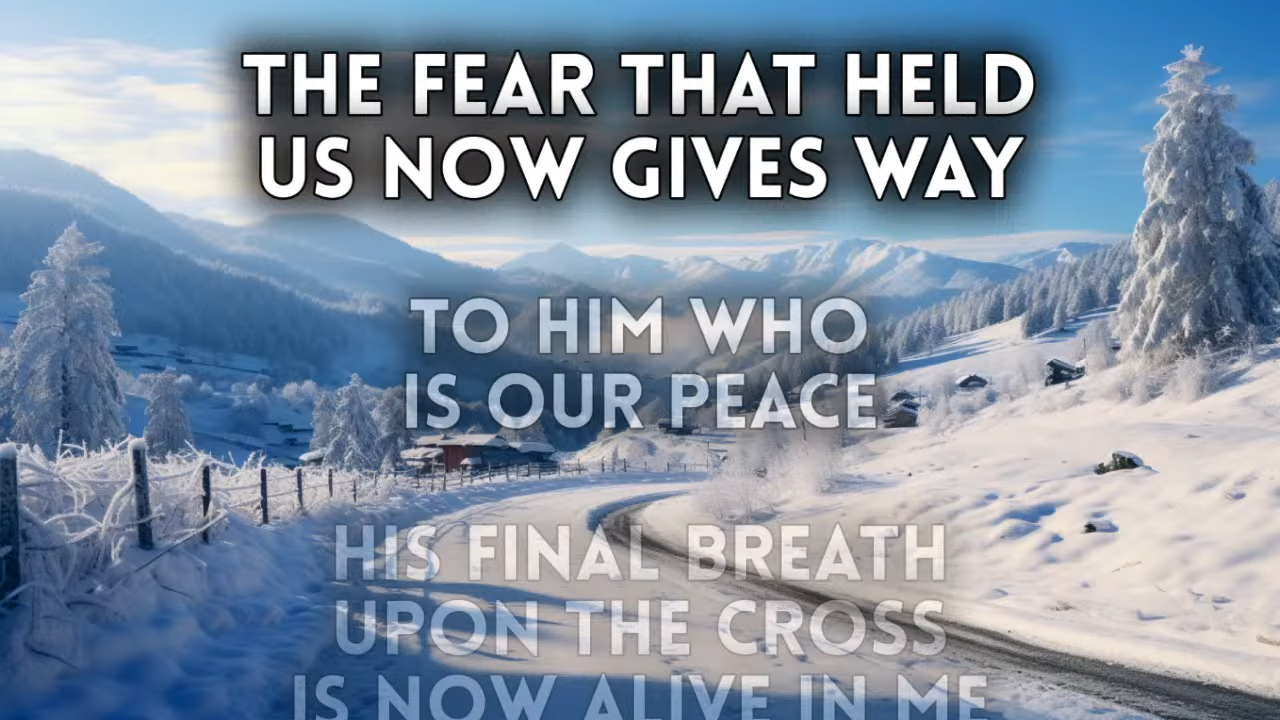 THE FEAR THAT HELD
US NOW GIVES WAY
TO HIM WHO
IS OUR PEACE
HIS FINAL BREATH
UPON THE CROSS
IS NOW ALIVE IN ME